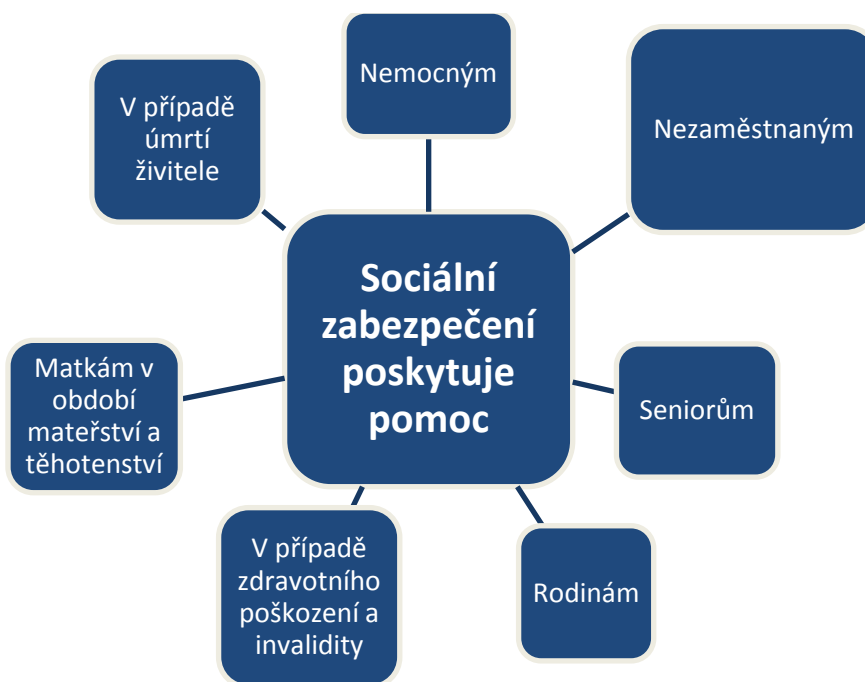 Nemocným
V případě
úmrtí
živitele
Nezaměstnaným
Sociální
zabezpečení
poskytuje
pomoc
Matkám v
období
mateřství a
těhotenství
Seniorům
V případě
zdravotního
poškození a
invalidity
Rodinám